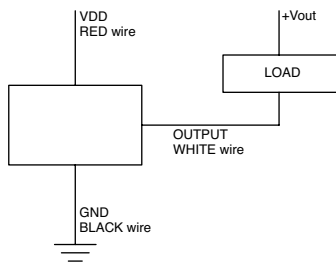 VDD
RED wire
+Vout
LOAD
OUTPUT
WHITE wire
GND
BLACK wire